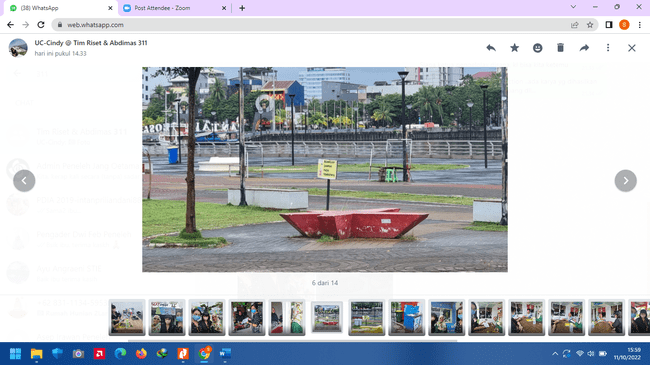 (38) WhatsApp
Post Attendee - Zoom
web.whatsapp.com
UC-Cindy @ Tim Riset & Abdimas 311
hari ini pukul 14.33
6 dari 14
15:59
11/10/2022